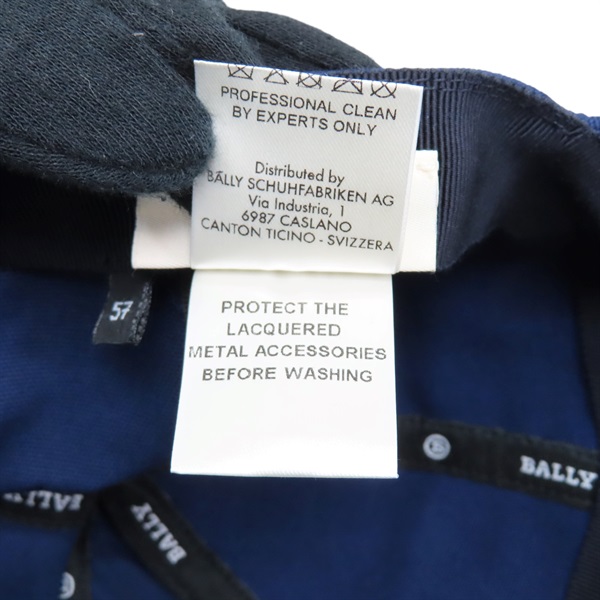 PROFESSIONAL CLEAN
BY EXPERTS ONLY
Distributed by
BALLY SCHUHFABRIKEN AG
Via Industria, 1
6987 CASLANO
CANTON TICINO - SVIZZERA
57
PROTECT THE
LACQUERED
METAL ACCESSORIES
BEFORE WASHING
BALLY
BALLY
BALLY